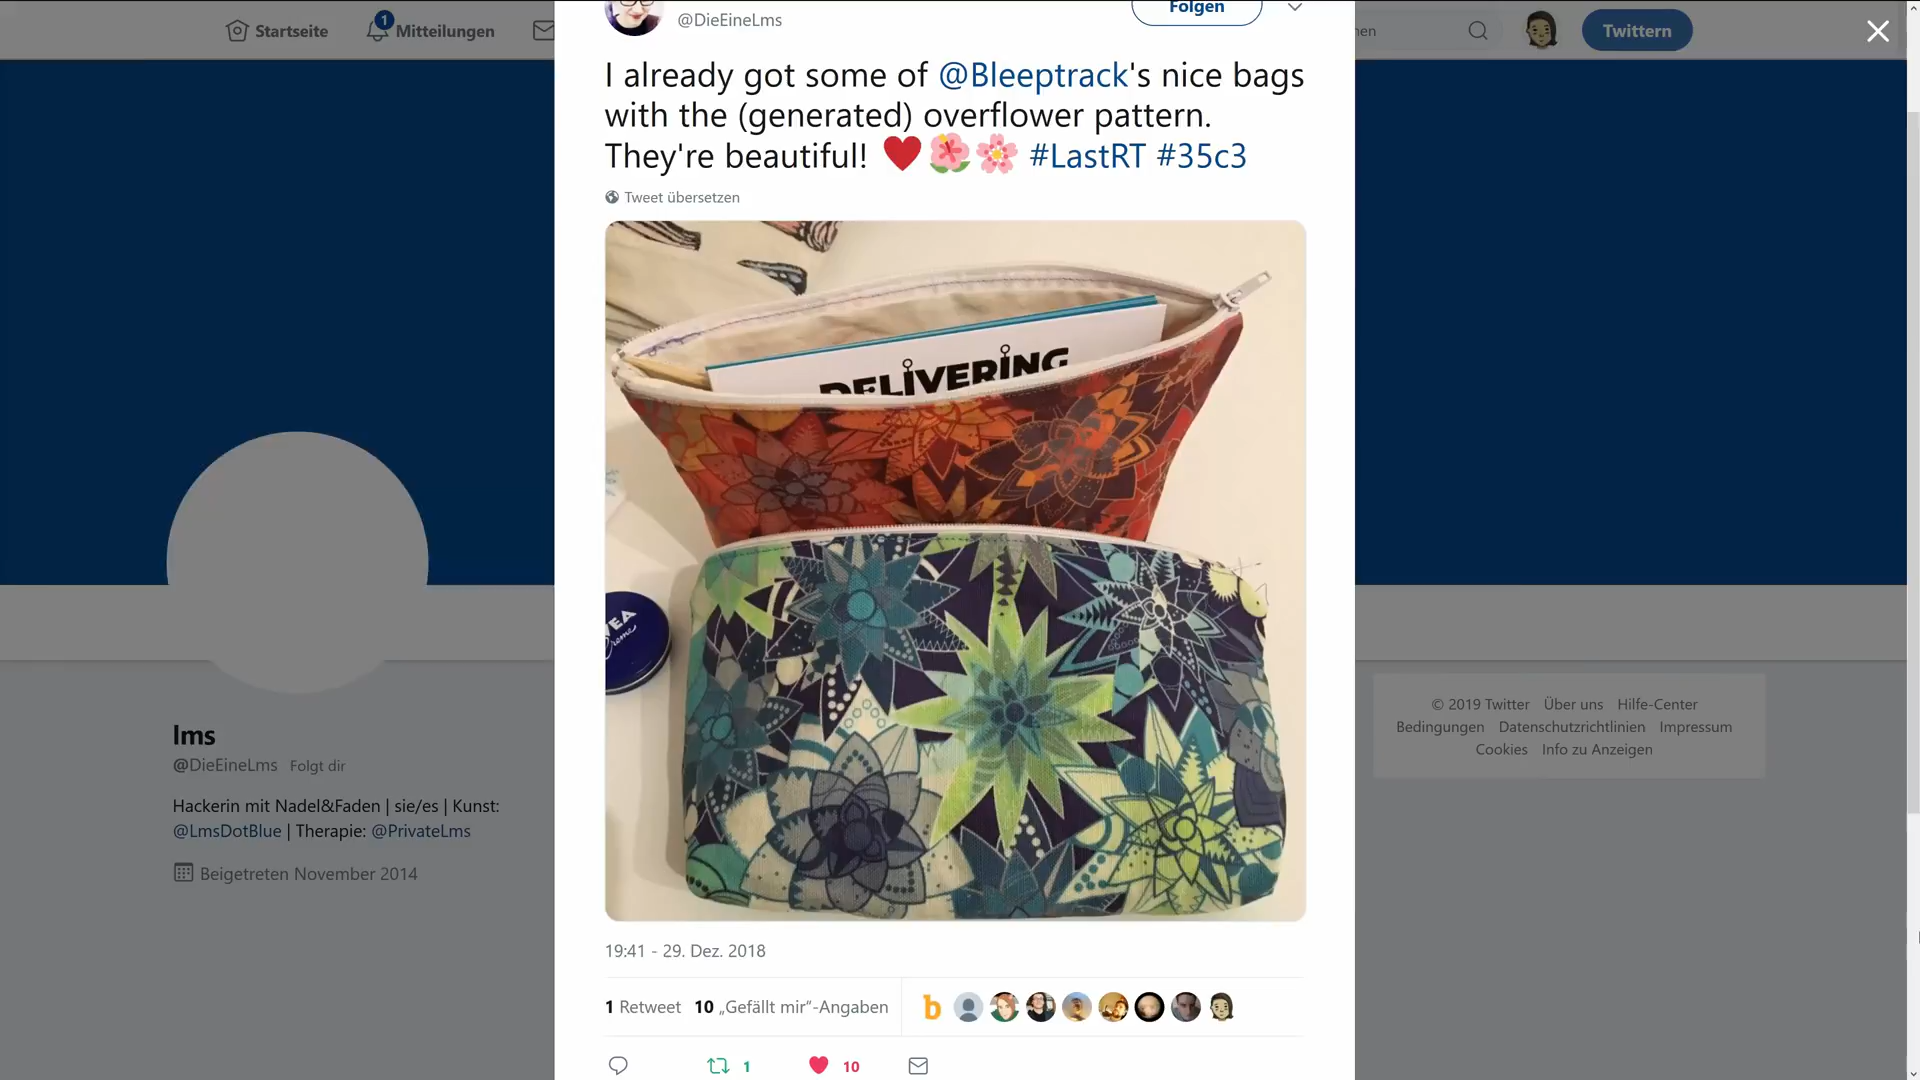 Startseite
1
Mitteilungen
@DieEineLms
Folgen
en
Twittern
I already got some of @Bleeptrack's nice bags
with the (generated) overflower pattern.
They're beautiful! ❤️🌺🌸 #LastRT #35c3
Tweet übersetzen
DELiVERiNG
VEA
Creme
19:41 - 29. Dez. 2018
1 Retweet 10 „Gefällt mir“-Angaben
b
1
10
lms
@DieEineLms Folgt dir
Hackerin mit Nadel&Faden | sie/es | Kunst:
@LmsDotBlue | Therapie: @PrivateLms
Beigetreten November 2014
© 2019 Twitter Über uns Hilfe-Center
Bedingungen Datenschutzrichtlinien Impressum
Cookies Info zu Anzeigen